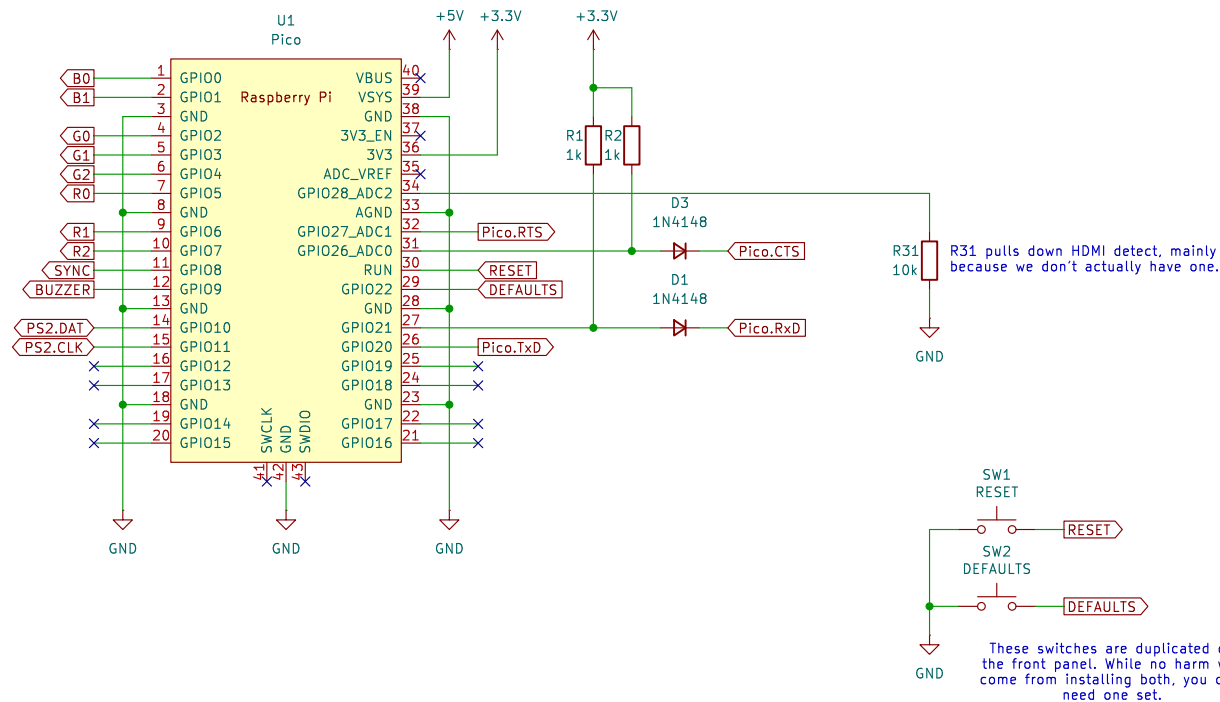 U1
Pico
+5V
+3.3V
+3.3V
Raspberry Pi
B0
1
GPIO0
B1
2
GPIO1
3
GND
G0
4
GPIO2
G1
5
GPIO3
G2
6
GPIO4
R0
7
GPIO5
8
GND
R1
9
GPIO6
R2
10
GPIO7
SYNC
11
GPIO8
BUZZER
12
GPIO9
13
GND
PS2.DAT
14
GPIO10
PS2.CLK
15
GPIO11
16
GPIO12
17
GPIO13
18
GND
19
GPIO14
20
GPIO15
VBUS
40
VSYS
39
GND
38
3V3_EN
37
3V3
36
ADC_VREF
35
GPIO28_ADC2
34
AGND
33
GPIO27_ADC1
32
Pico.RTS
GPIO26_ADC0
31
RUN
30
RESET
GPIO22
29
DEFAULTS
GND
28
GPIO21
27
GPIO20
26
Pico.TxD
GPIO19
25
GPIO18
24
GND
23
GPIO17
22
GPIO16
21
SWCLK
GND
SWDIO
41
42
43
GND
GND
GND
R1
1k
R2
1k
D3
1N4148
Pico.CTS
D1
1N4148
Pico.RxD
R31
10k
R31 pulls down HDMI detect, mainly
because we don't actually have one.
GND
SW1
RESET
RESET
SW2
DEFAULTS
DEFAULTS
GND
These switches are duplicated
the front panel. While no harm
come from installing both, you
need one set.